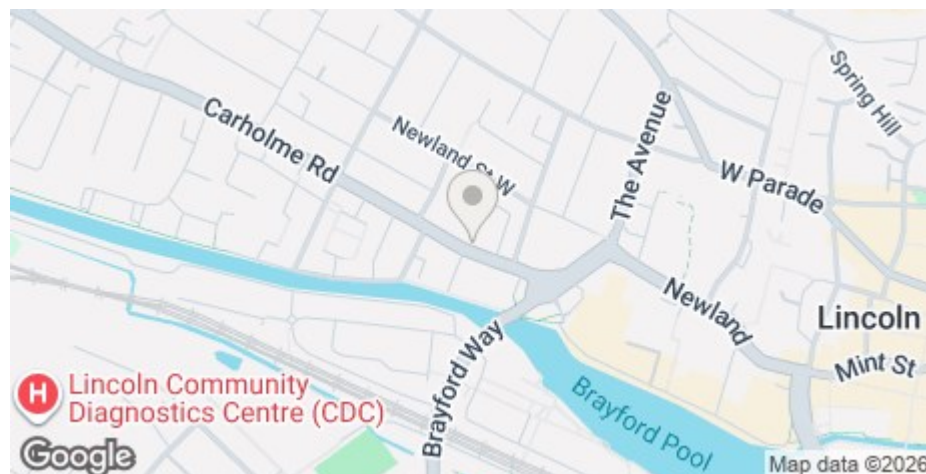 Spring Hill
Carholme Rd
Newland St W
The Avenue
W Parade
Newland
Lincoln
Mint St
Brayford Way
Brayford Pool
H
Lincoln Community
Diagnostics Centre (CDC)
Google
Map data ©2026